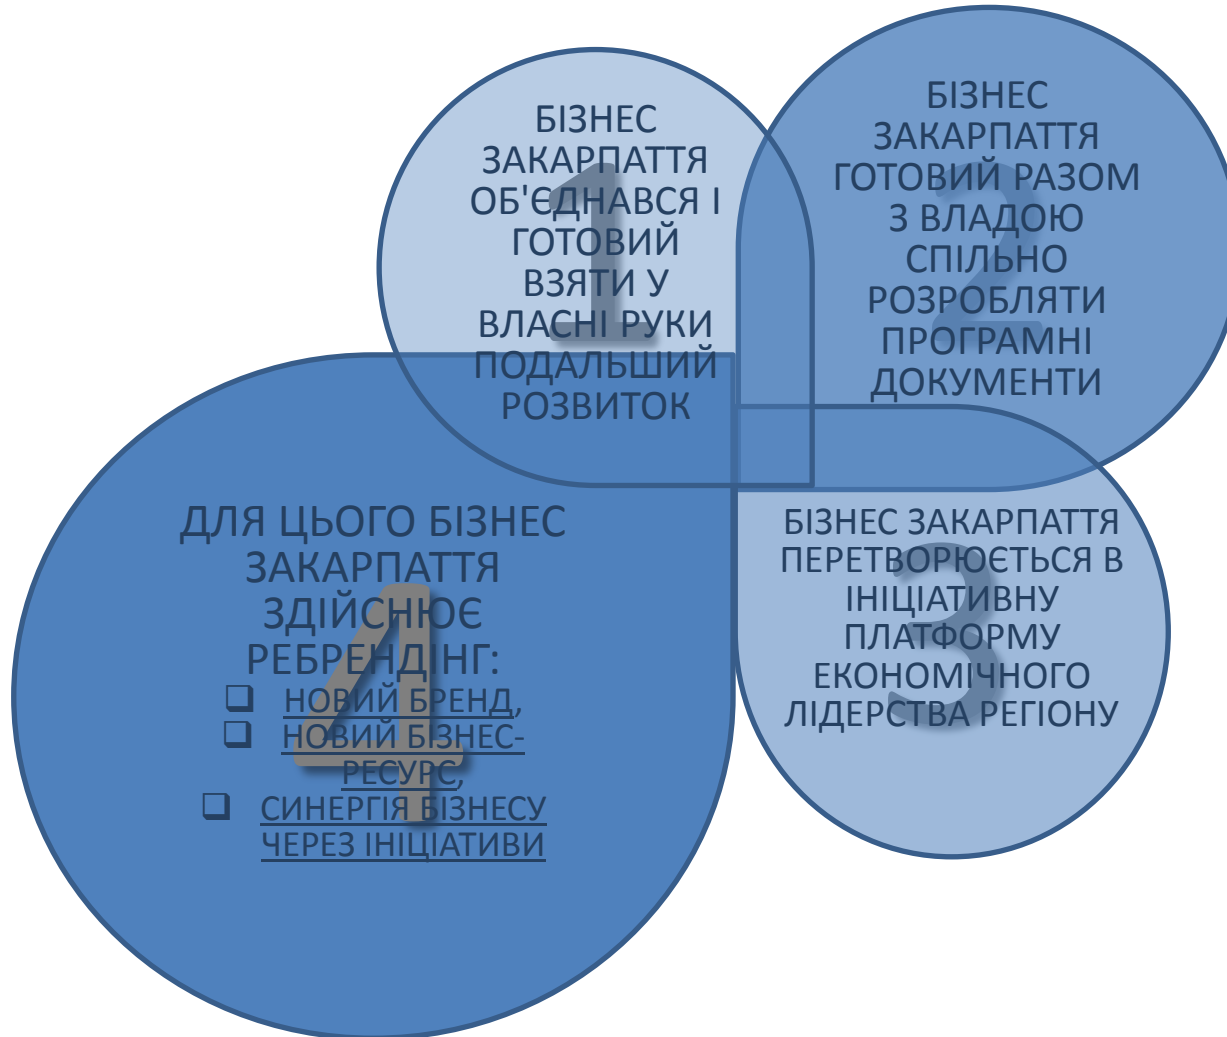 1
БІЗНЕС
ЗАКАРПАТТЯ
ОБ'ЄДНАВСЯ І
ГОТОВИЙ
ВЗЯТИ У
ВЛАСНІ РУКИ
ПОДАЛЬШИЙ
РОЗВИТОК
2
БІЗНЕС
ЗАКАРПАТТЯ
ГОТОВИЙ РАЗОМ
З ВЛАДОЮ
СПІЛЬНО
РОЗРОБЛЯТИ
ПРОГРАМНІ
ДОКУМЕНТИ
3
БІЗНЕС ЗАКАРПАТТЯ
ПЕРЕТВОРЮЄТЬСЯ В
ІНІЦІАТИВНУ
ПЛАТФОРМУ
ЕКОНОМІЧНОГО
ЛІДЕРСТВА РЕГІОНУ
4
ДЛЯ ЦЬОГО БІЗНЕС
ЗАКАРПАТТЯ
ЗДІЙСНЮЄ
РЕБРЕНДІНГ:
❑ НОВИЙ БРЕНД,
❑ НОВИЙ БІЗНЕС-
РЕСУРС,
❑ СИНЕРГІЯ БІЗНЕСУ
ЧЕРЕЗ ІНІЦІАТИВИ